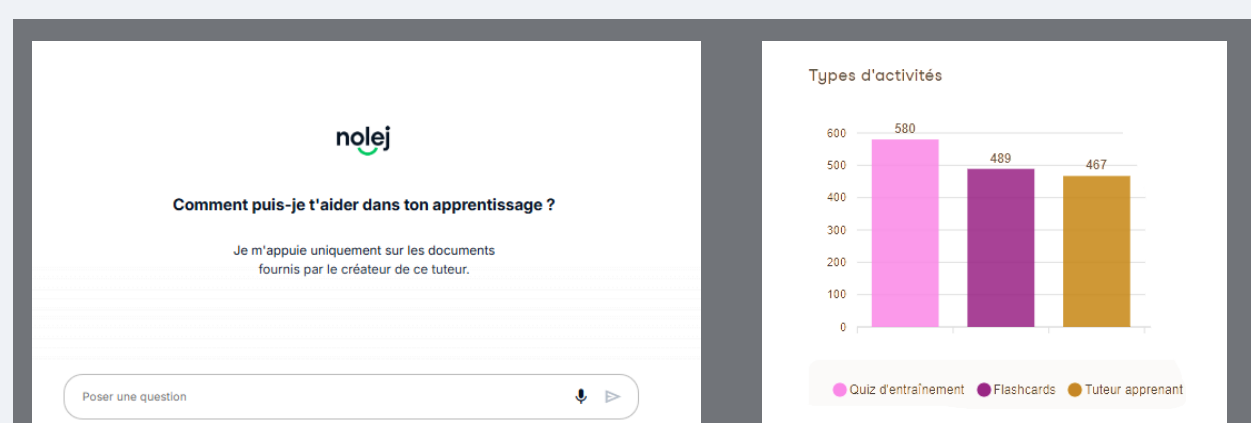 nolej
Comment puis-je t'aider dans ton apprentissage ?
Je m'appuie uniquement sur les documents
fournis par le créateur de ce tuteur.
Poser une question
Types d'activités
600
580
500
489
467
400
300
200
100
0
Quiz d'entraînement Flashcards Tuteur apprenant